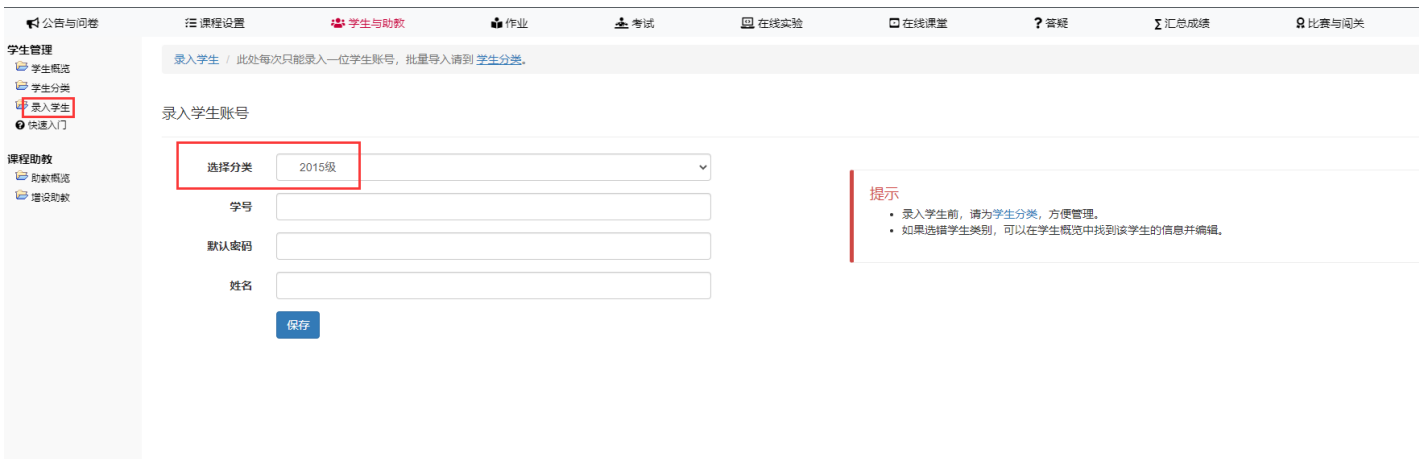 公告与问卷 课程设置 学生与助教 作业 考试 在线实验 在线课堂 ?答疑 Σ汇总成绩 比赛与闯关
学生管理
学生概览
学生分类
录入学生
快速入门
课程助教
助教概览
增设助教
录入学生 / 此处每次只能录入一位学生账号，批量导入请到 学生分类。
录入学生账号
选择分类 2015级
学号
默认密码
姓名
保存
提示
• 录入学生前，请为学生分类，方便管理。
• 如果选错学生类别，可以在学生概览中找到该学生的信息并编辑。